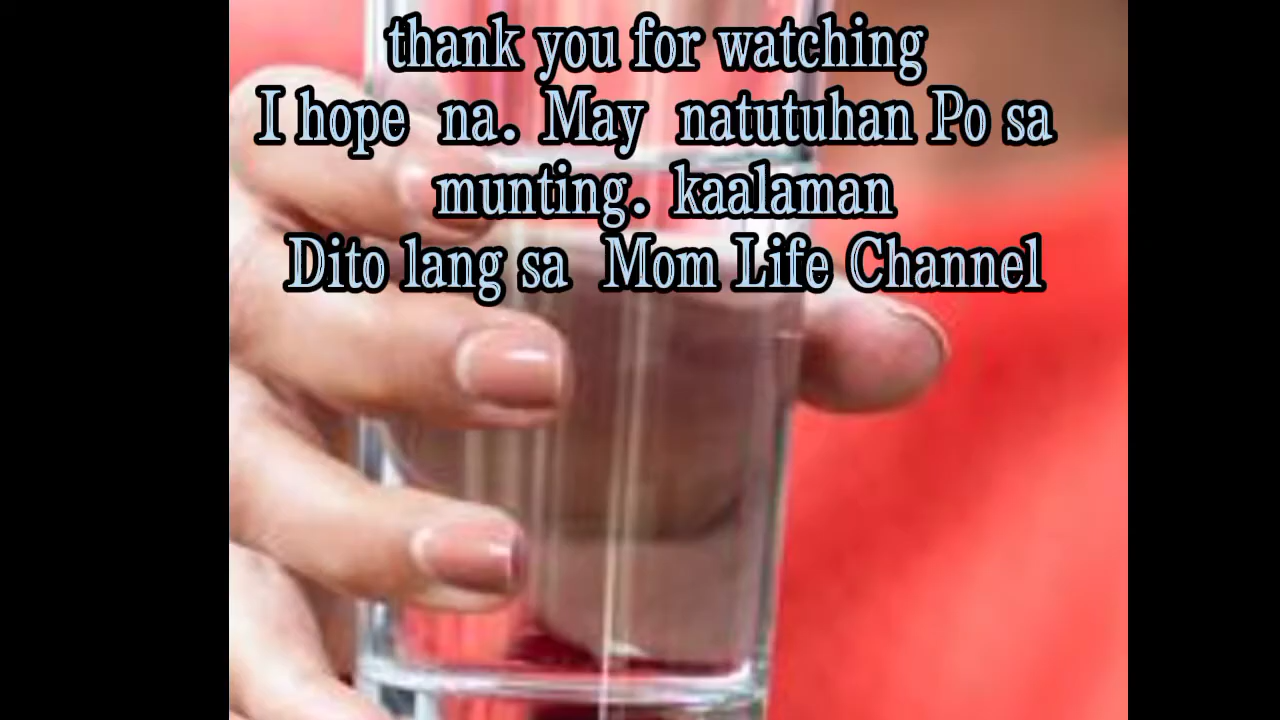 thank you for watching
I hope na. May natutuhan Po sa
munting. kaalaman
Dito lang sa Mom Life Channel